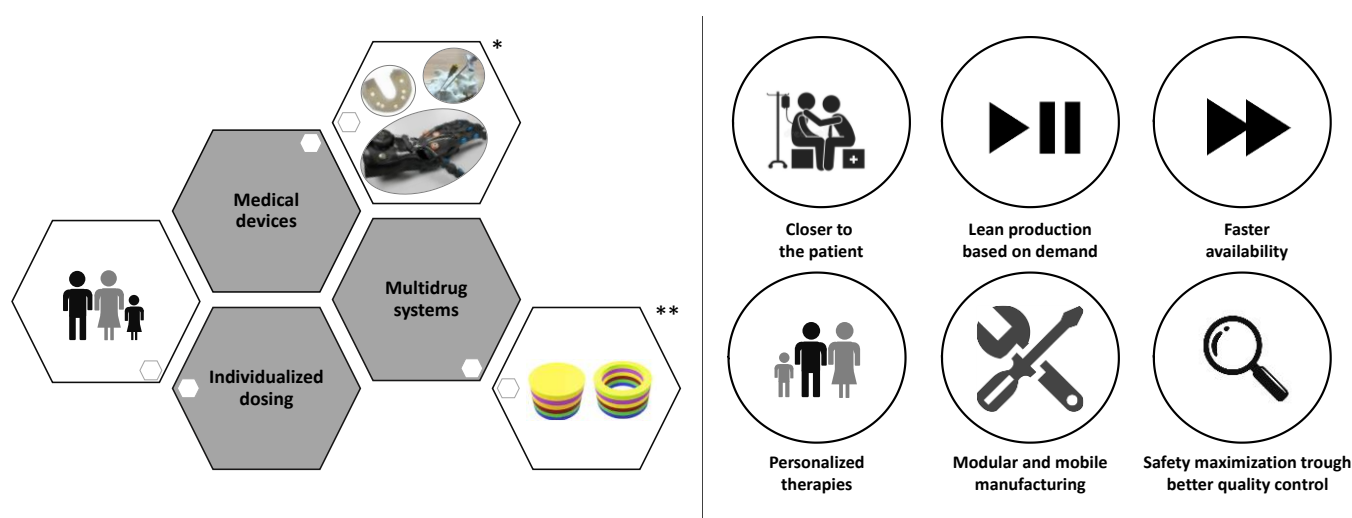 *
Medical
devices
Multidrug
systems
**
Individualized
dosing
Closer to
the patient
Lean production
based on demand
Faster
availability
Personalized
therapies
Modular and mobile
manufacturing
Safety maximization trough
better quality control